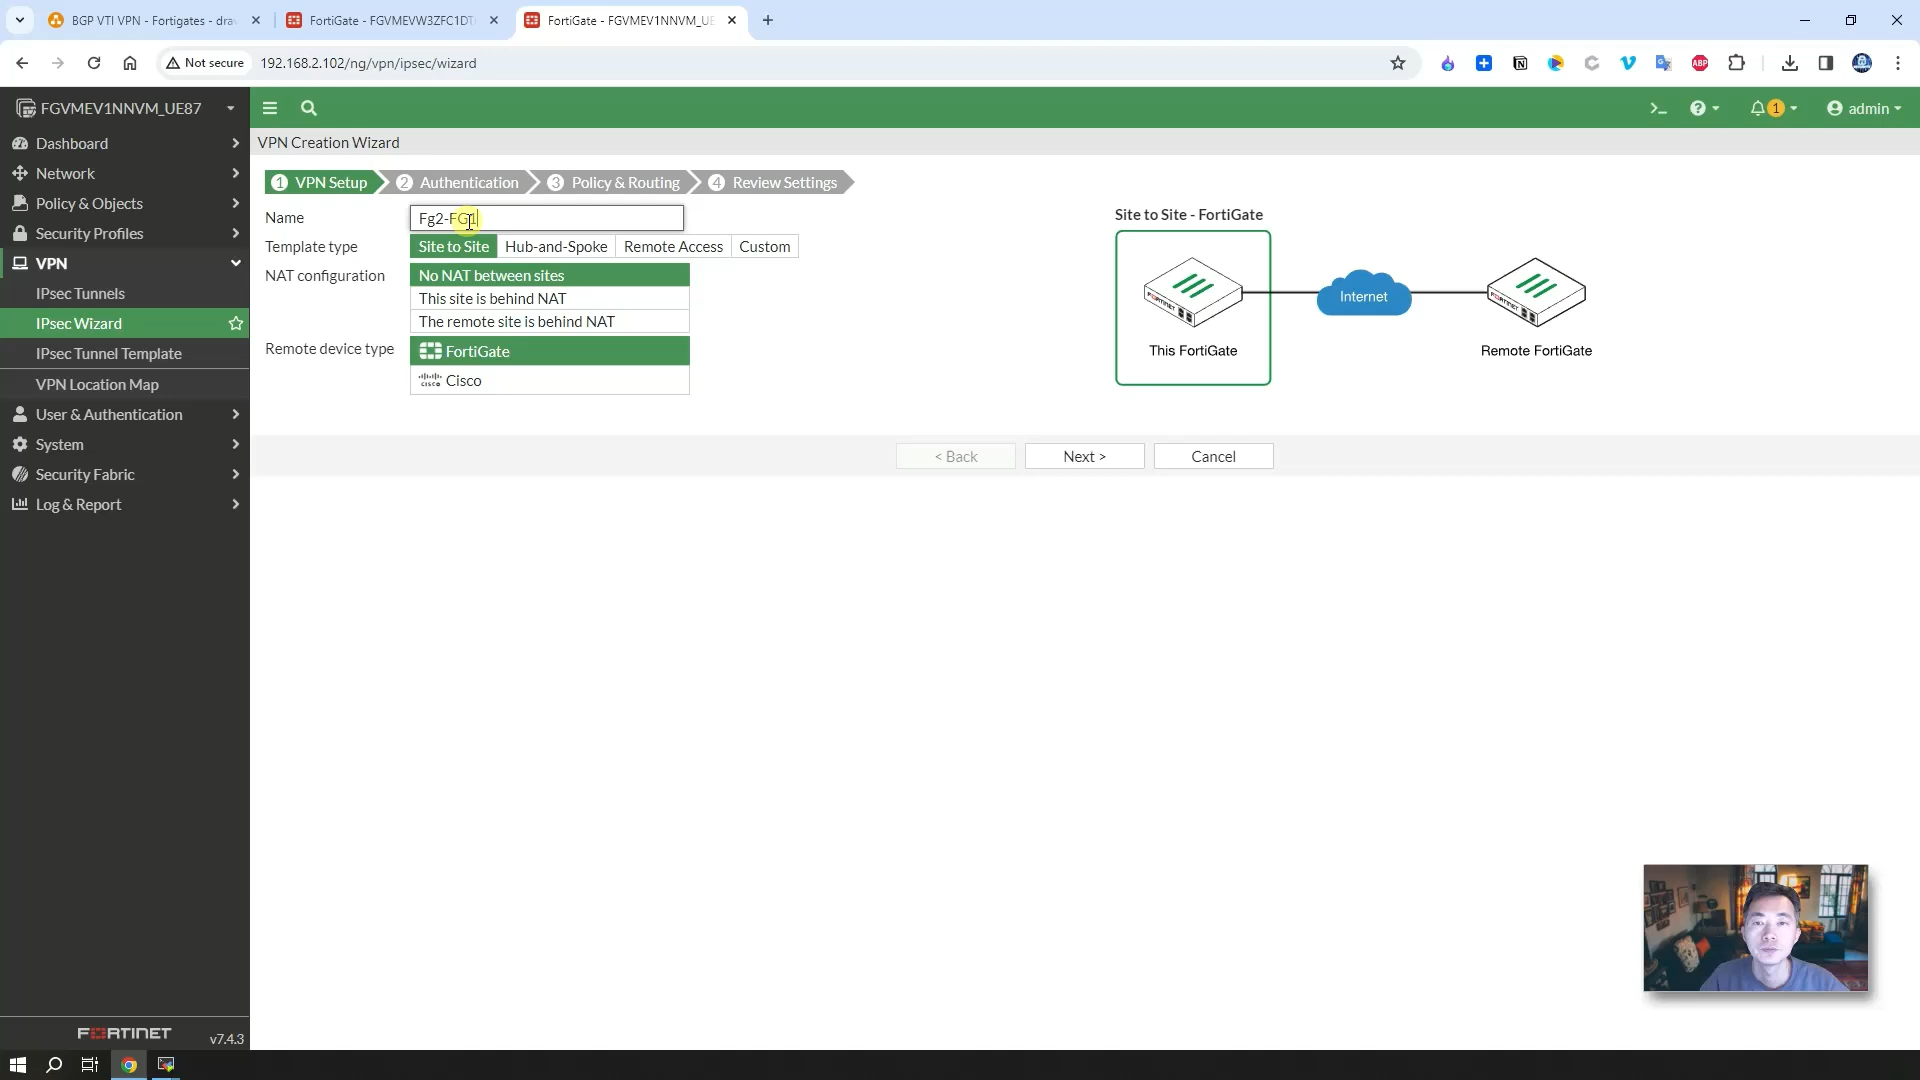 BGP VTI VPN - Fortigates - dra
FortiGate - FGVMEVW3ZFC1DT
FortiGate - FGVMEV1NNVM_UE
Not secure
192.168.2.102/ng/vpn/ipsec/wizard
ABP
FGVMEV1NNVM_UE87
1
admin
Dashboard
Network
Policy & Objects
Security Profiles
VPN
IPsec Tunnels
IPsec Wizard
IPsec Tunnel Template
VPN Location Map
User & Authentication
System
Security Fabric
Log & Report
FORTINET
v7.4.3
VPN Creation Wizard
1 VPN Setup
2 Authentication
3 Policy & Routing
4 Review Settings
Name
Fg2-FG1
Template type
Site to Site
Hub-and-Spoke
Remote Access
Custom
NAT configuration
No NAT between sites
This site is behind NAT
The remote site is behind NAT
Remote device type
FortiGate
CISCO Cisco
Site to Site - FortiGate
FORTINET
Internet
FORTINET
This FortiGate
Remote FortiGate
< Back
Next >
Cancel